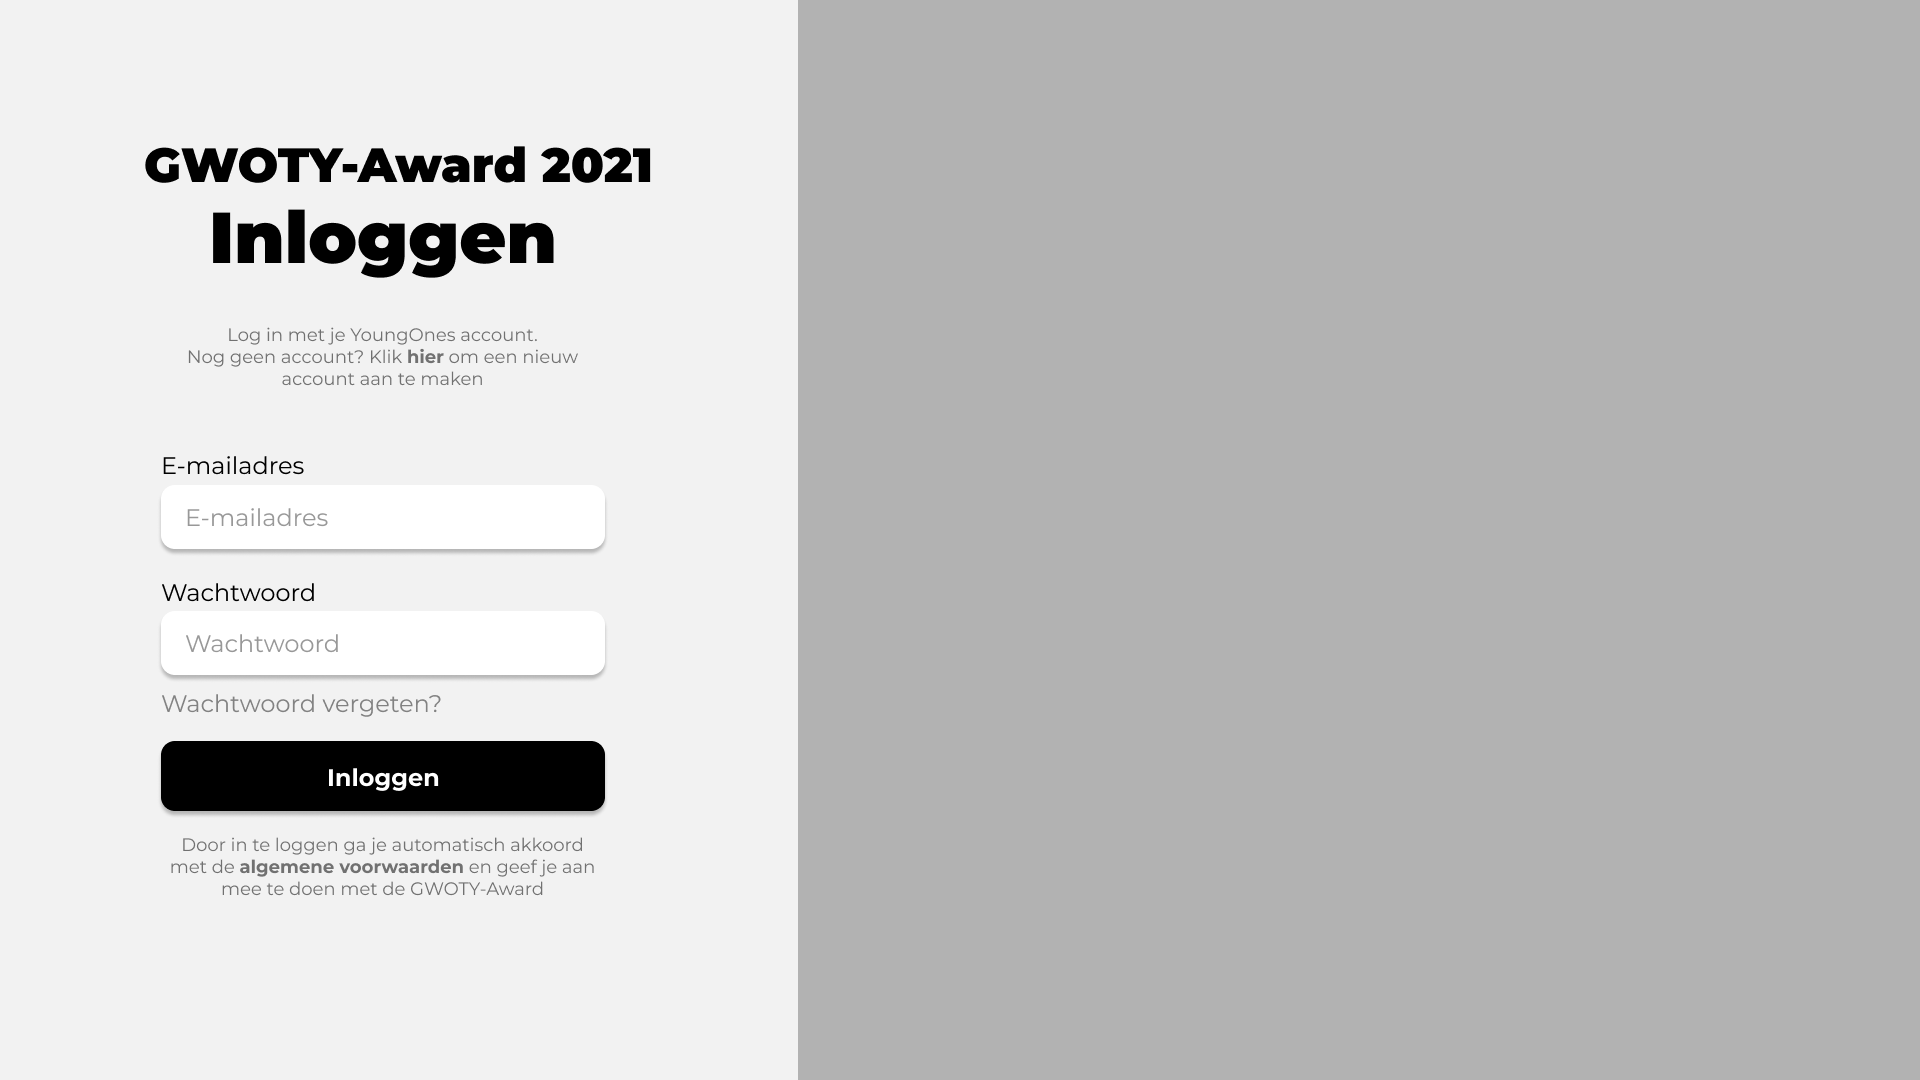 GWOTY-Award 2021
Inloggen
Log in met je YoungOnes account.
Nog geen account? Klik hier om een nieuw
account aan te maken
E-mailadres
E-mailadres
Wachtwoord
Wachtwoord
Wachtwoord vergeten?
Inloggen
Door in te loggen ga je automatisch akkoord
met de algemene voorwaarden en geef je aan
mee te doen met de GWOTY-Award